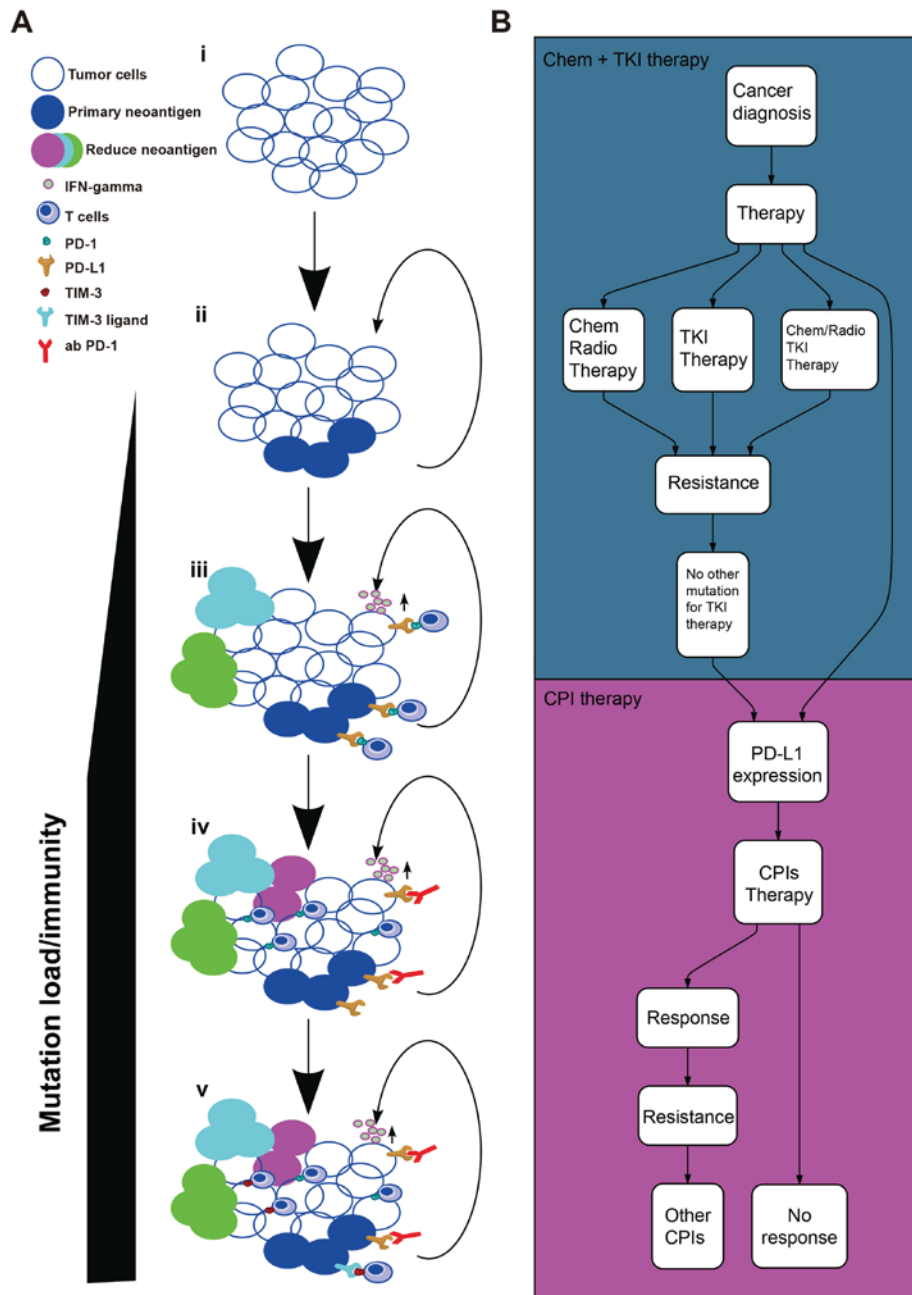 A
i
Tumor cells
Primary neoantigen
Reduce neoantigen
IFN-gamma
T cells
PD-1
PD-L1
TIM-3
TIM-3 ligand
ab PD-1
ii
iii
iv
v
Mutation load/immunity
B
Chem + TKI therapy
Cancer
diagnosis
Therapy
Chem
Radio
Therapy
TKI
Therapy
Chem/Radio
TKI
Therapy
Resistance
No other
mutation
for TKI
therapy
CPI therapy
PD-L1
expression
CPIs
Therapy
Response
Resistance
Other
CPIs
No
response